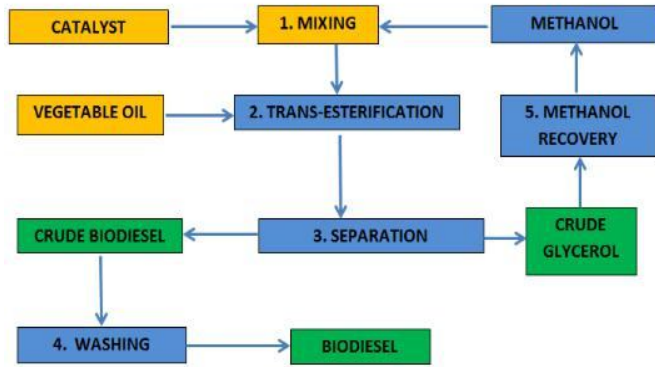 CATALYST
1. MIXING
METHANOL
VEGETABLE OIL
2. TRANS-ESTERIFICATION
5. METHANOL
RECOVERY
CRUDE BIODIESEL
3. SEPARATION
CRUDE
GLYCEROL
4. WASHING
BIODIESEL